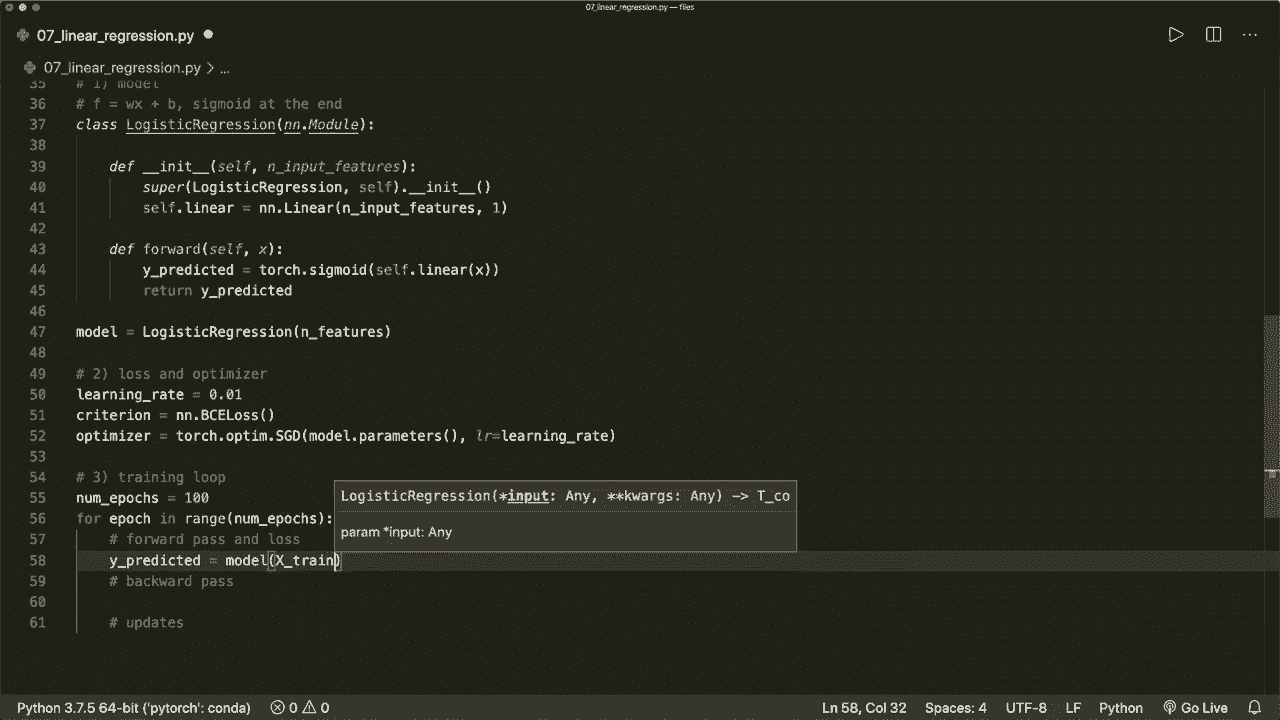 07_linear_regression.py — files
07_linear_regression.py
07_linear_regression.py > ...
35 # 1) model
36 # f = wx + b, sigmoid at the end
37 class LogisticRegression(nn.Module):
38
39 def __init__(self, n_input_features):
40 super(LogisticRegression, self).__init__()
41 self.linear = nn.Linear(n_input_features, 1)
42
43 def forward(self, x):
44 y_predicted = torch.sigmoid(self.linear(x))
45 return y_predicted
46
47 model = LogisticRegression(n_features)
48
49 # 2) loss and optimizer
50 learning_rate = 0.01
51 criterion = nn.BCELoss()
52 optimizer = torch.optim.SGD(model.parameters(), lr=learning_rate)
53
54 # 3) training loop
55 num_epochs = 100
LogisticRegression(*input: Any, **kwargs: Any) -> T_co
56 for epoch in range(num_epochs):
param *input: Any
57 # forward pass and loss
58 y_predicted = model(X_train)
59 # backward pass
60
61 # updates
Python 3.7.5 64-bit ('pytorch': conda) 0 0 Ln 58, Col 32 Spaces: 4 UTF-8 LF Python Go Live